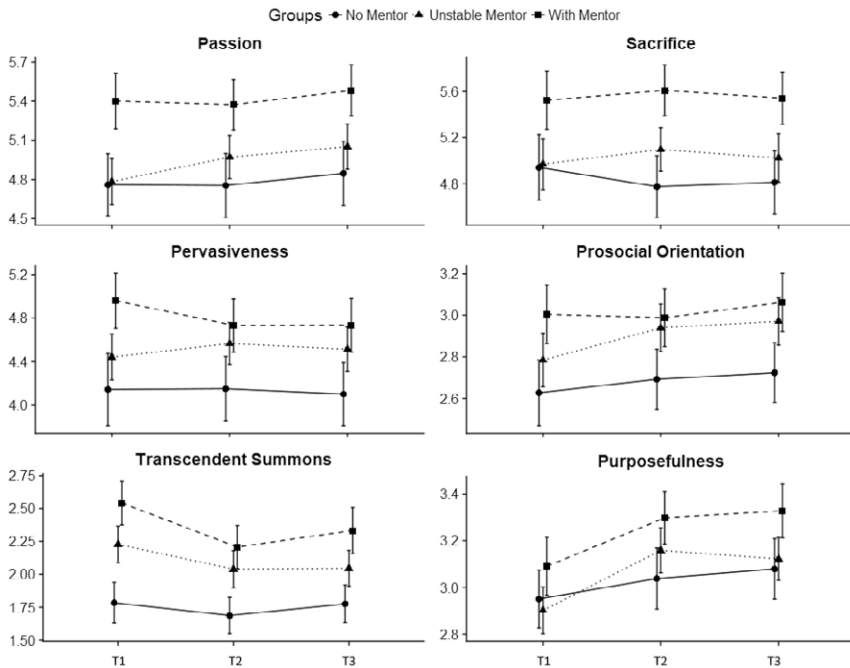 Groups No Mentor Unstable Mentor With Mentor
Passion
5.7
5.4
5.1
4.8
4.5
Sacrifice
5.6
5.2
4.8
Pervasiveness
5.2
4.8
4.4
4.0
Prosocial Orientation
3.2
3.0
2.8
2.6
Transcendent Summons
2.75
2.50
2.25
2.00
1.75
1.50
T1 T2 T3
Purposefulness
3.4
3.2
3.0
2.8
T1 T2 T3